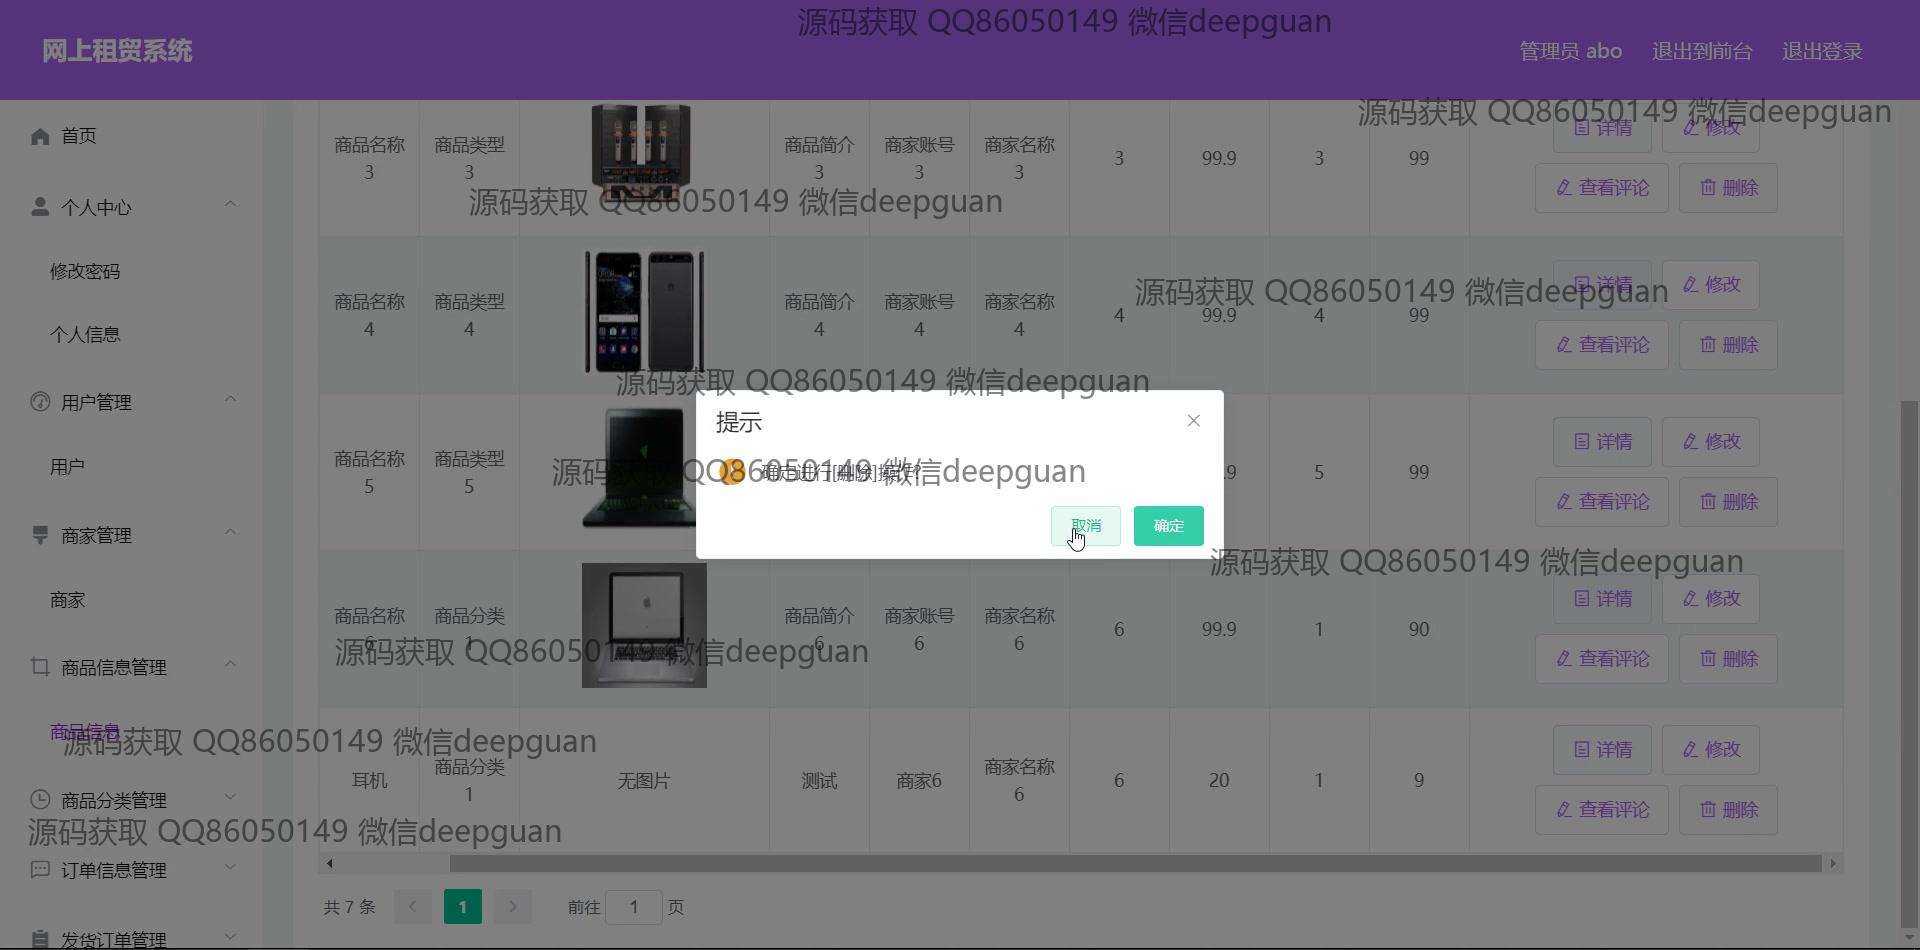 源码获取 QQ86050149 微信deepguan
网上租贸系统
管理员 abo 退出到前台 退出登录
源码获取 QQ86050149 微信deepguan
首页
个人中心
修改密码
个人信息
用户管理
用户
商家管理
商家
商品信息管理
商品信息
商品分类管理
订单信息管理
发货订单管理
商品名称3 商品类型3 商品简介3 商家账号3 商家名称3 3 99.9 3 99 详情 修改
查看评论 删除
源码获取 QQ86050149 微信deepguan
源码获取 QQ86050149 微信deepguan
商品名称4 商品类型4 商品简介4 商家账号4 商家名称4 4 99.9 4 99 详情 修改
查看评论 删除
源码获取 QQ86050149 微信deepguan
提示
确定进行[删除]操作?
取消 确定
源码获取 QQ86050149 微信deepguan
商品名称5 商品类型5 .9 5 99 详情 修改
查看评论 删除
源码获取 QQ86050149 微信deepguan
商品名称6 商品分类1 商品简介6 商家账号6 商家名称6 6 99.9 1 90 详情 修改
查看评论 删除
源码获取 QQ86050149 微信deepguan
源码获取 QQ86050149 微信deepguan
耳机 商品分类1 无图片 测试 商家6 商家名称6 6 20 1 9 详情 修改
查看评论 删除
源码获取 QQ86050149 微信deepguan
共 7 条 1 前往 1 页